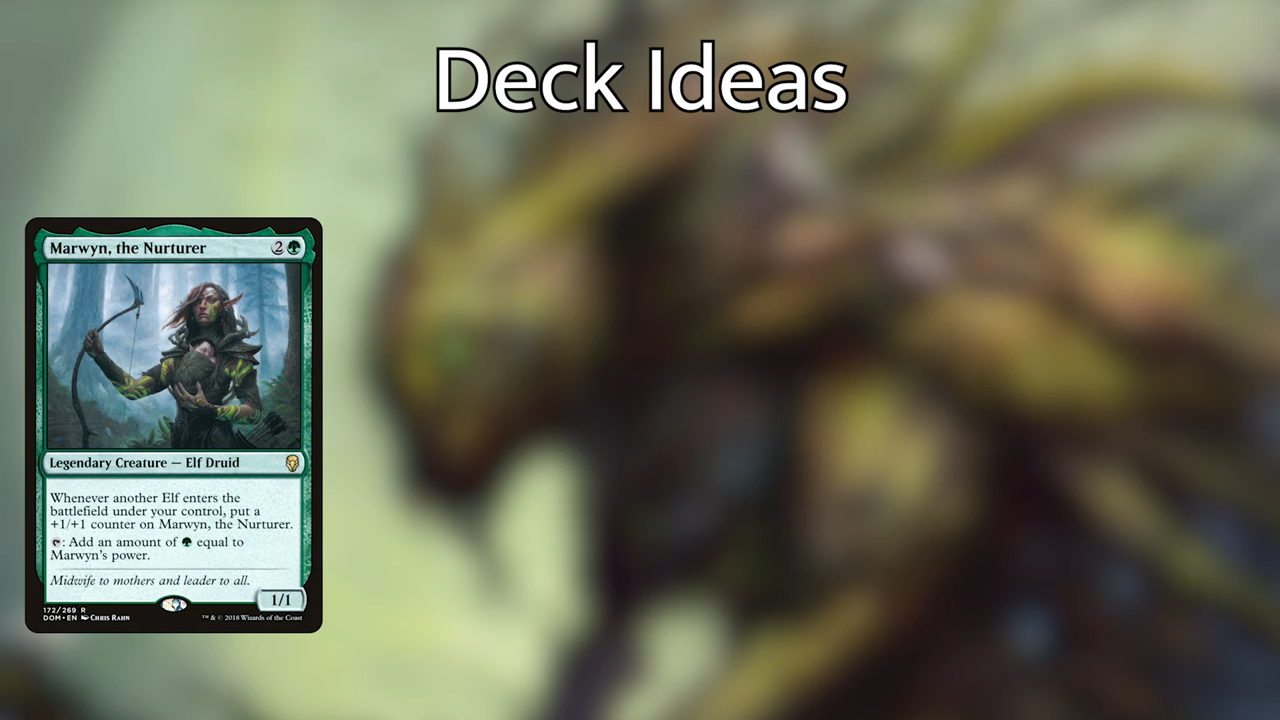 Deck Ideas
Marwyn, the Nurturer 2
Legendary Creature — Elf Druid
Whenever another Elf enters the
battlefield under your control, put a
+1/+1 counter on Marwyn, the Nurturer.
: Add an amount of equal to
Marwyn's power.
Midwife to mothers and leader to all.
1/1
172/269 R
DOM • EN Chris Rahn
™ & © 2018 Wizards of the Coast